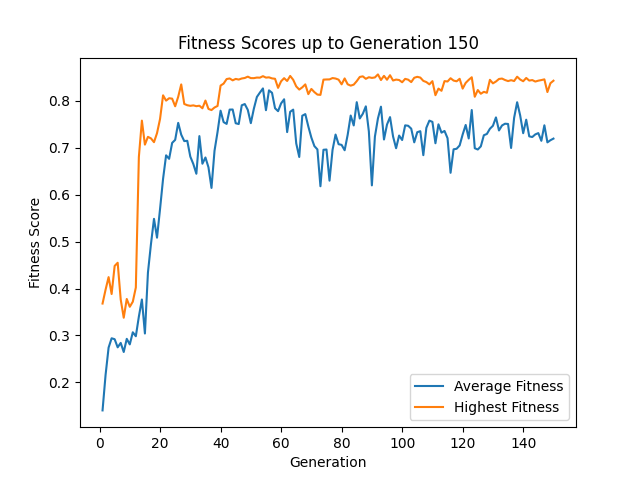 Fitness Scores up to Generation 150
Fitness Score
0.8
0.7
0.6
0.5
0.4
0.3
0.2
Average Fitness
Highest Fitness
0 20 40 60 80 100 120 140
Generation